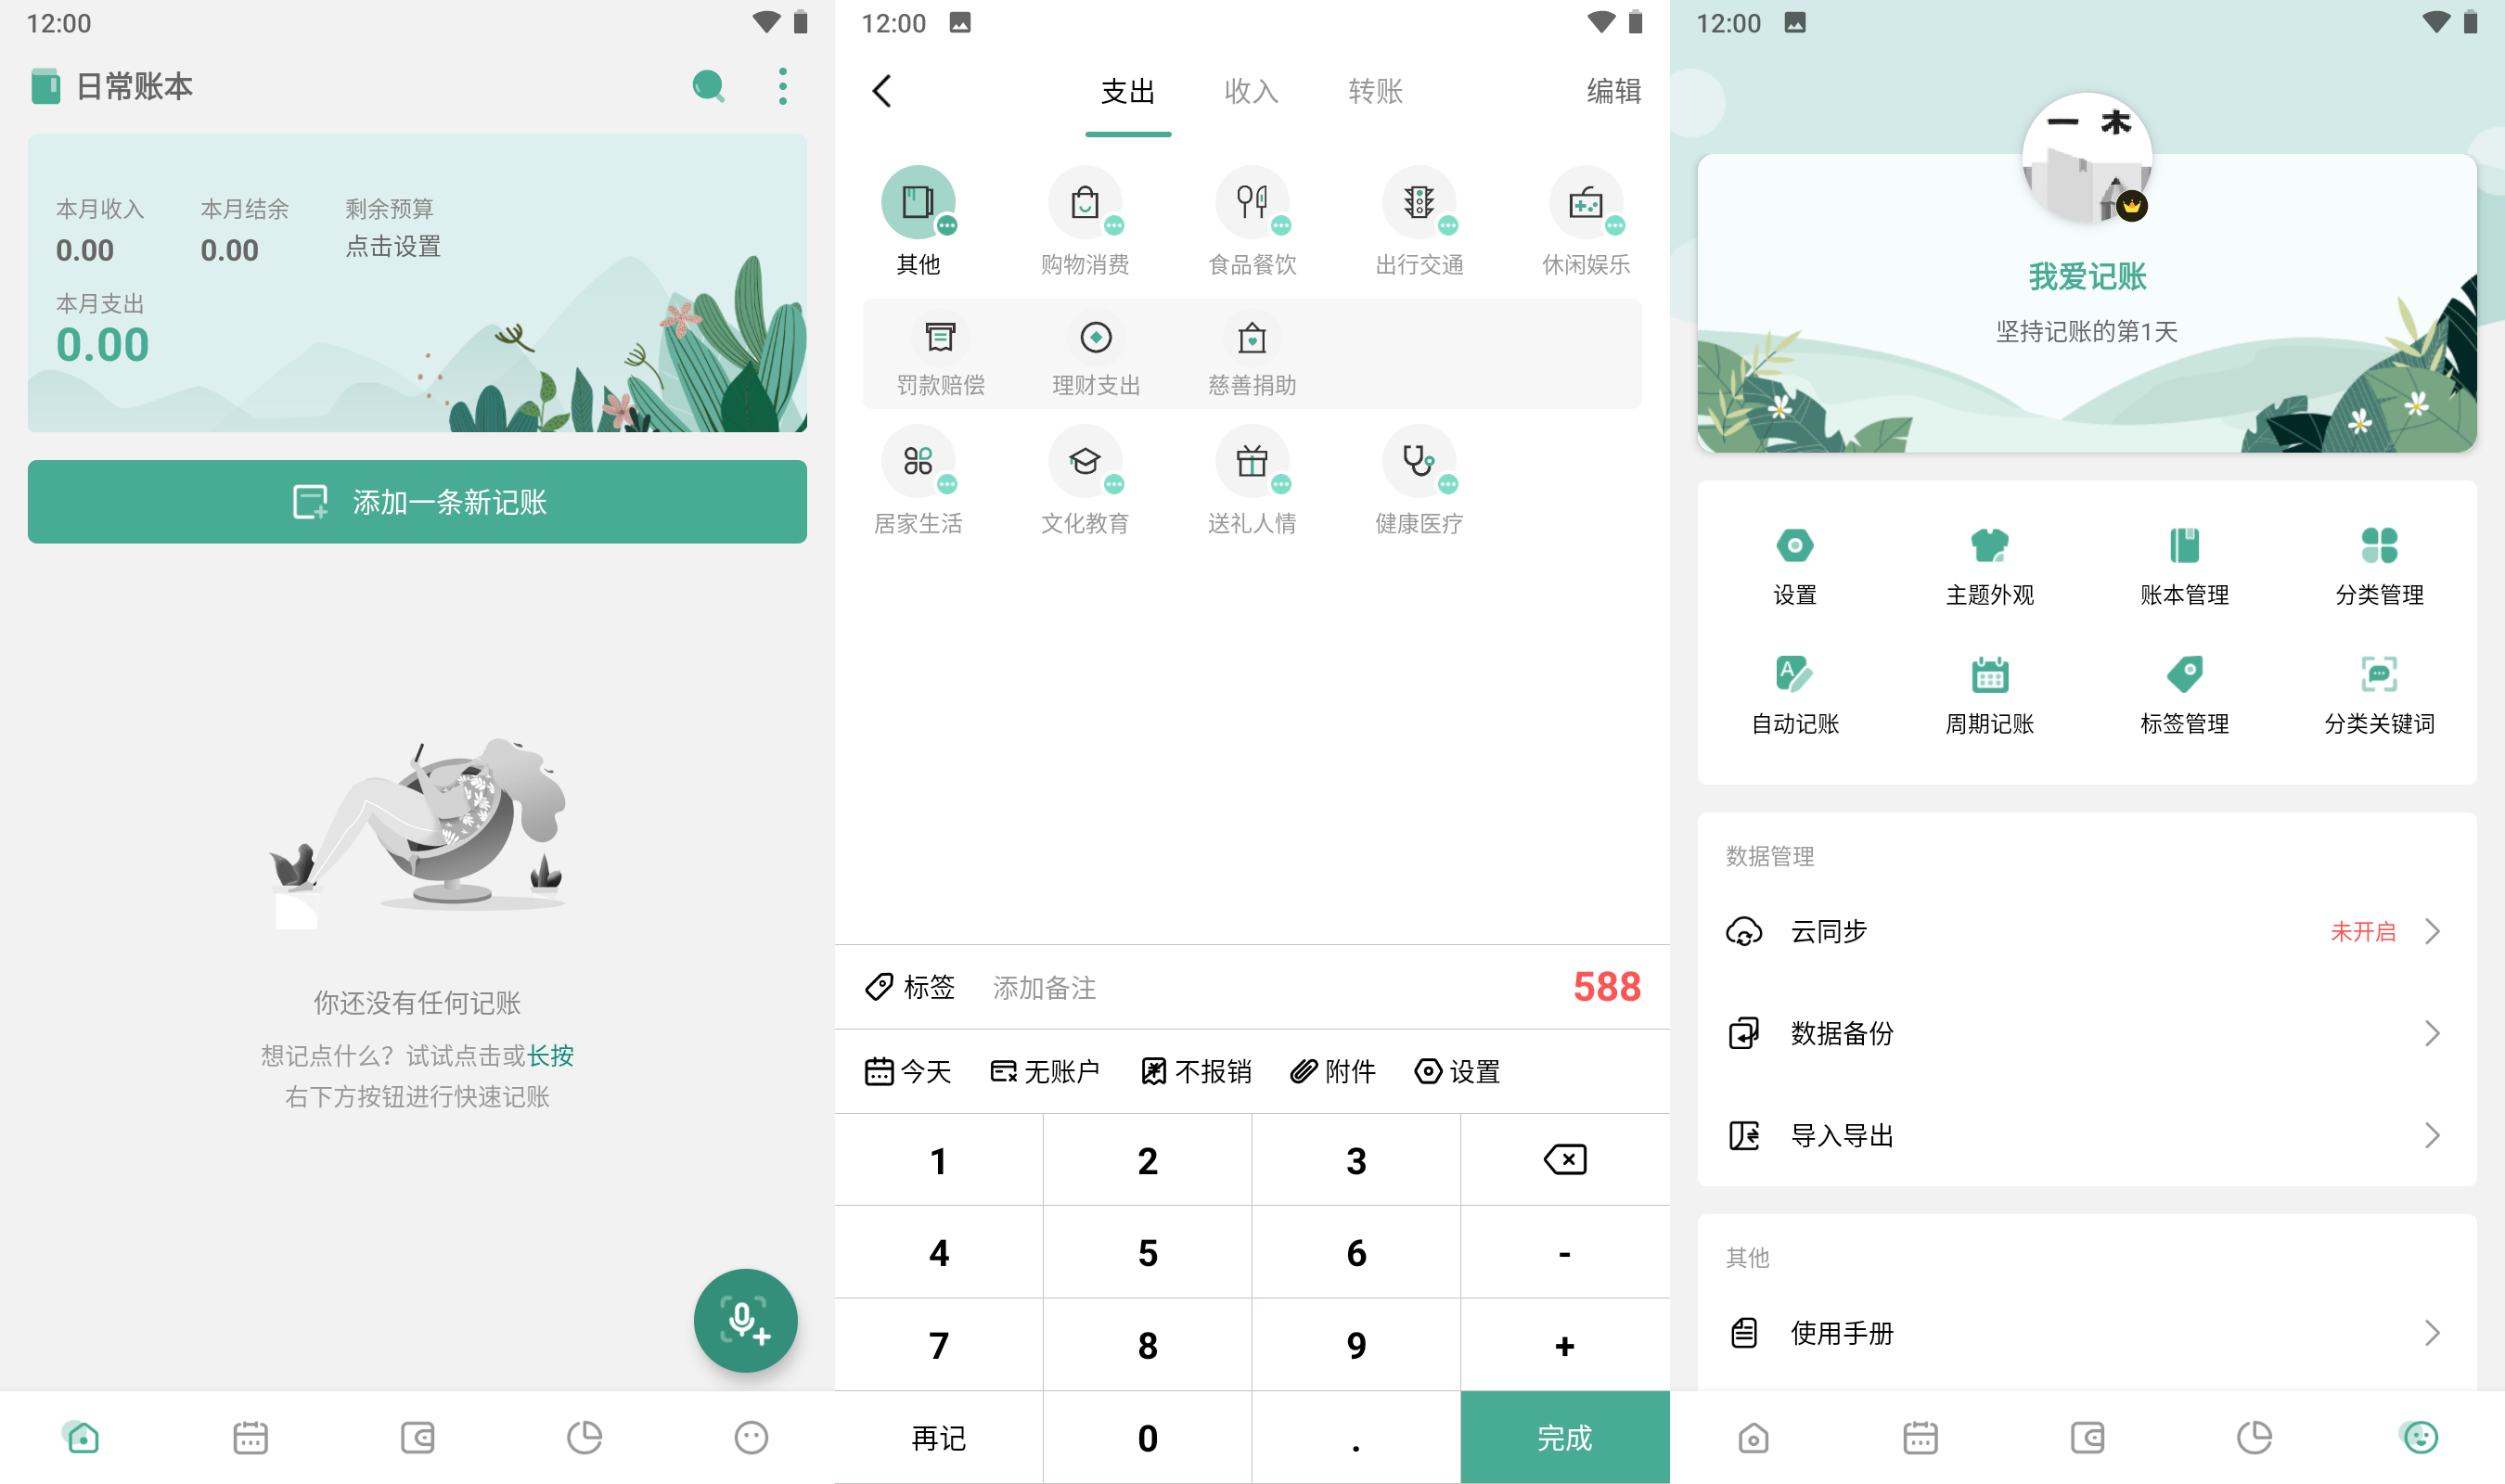 12:00
日常账本
本月收入 本月结余 剩余预算
0.00 0.00 点击设置
本月支出
0.00
添加一条新记账
你还没有任何记账
想记点什么？试试点击或长按
右下方按钮进行快速记账
12:00
支出 收入 转账 编辑
其他 购物消费 食品餐饮 出行交通 休闲娱乐
罚款赔偿 理财支出 慈善捐助
居家生活 文化教育 送礼人情 健康医疗
标签 添加备注 588
今天 无账户 不报销 附件 设置
1 2 3
4 5 6 -
7 8 9 +
再记 0 . 完成
12:00
一 木
我爱记账
坚持记账的第1天
设置 主题外观 账本管理 分类管理
自动记账 周期记账 标签管理 分类关键词
数据管理
云同步 未开启
数据备份
导入导出
其他
使用手册